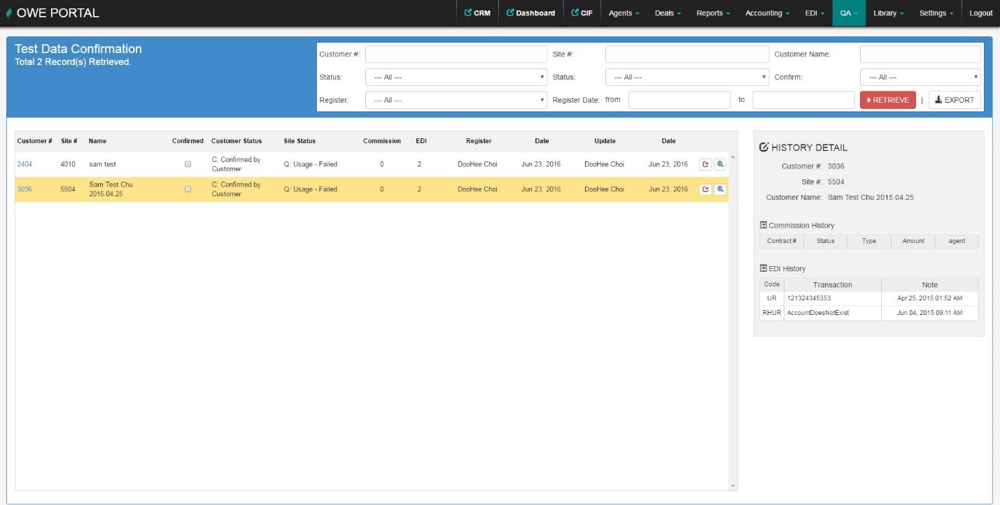 OWE PORTAL CRM Dashboard CIF Agents Deals Reports Accounting EDI QA Library Settings Logout
Test Data Confirmation
Total 2 Record(s) Retrieved.
Customer #: Site #: Customer Name:
Status: --- All --- Status: --- All --- Confirm: --- All ---
Register: --- All --- Register Date: from to RETRIEVE | EXPORT
Customer # Site # Name Confirmed Customer Status Site Status Commission EDI Register Date Update Date
2404 4010 sam test C: Confirmed by Customer Q: Usage - Failed 0 2 DooHee Choi Jun 23, 2016 DooHee Choi Jun 23, 2016
3036 5504 Sam Test Chu 2015.04.25 C: Confirmed by Customer Q: Usage - Failed 0 2 DooHee Choi Jun 23, 2016 DooHee Choi Jun 23, 2016
HISTORY DETAIL
Customer #: 3036
Site #: 5504
Customer Name: Sam Test Chu 2015.04.25
Commission History
Contract # Status Type Amount agent
EDI History
Code Transaction Note
UR 121324345353 Apr 25, 2015 01:52 AM
RHUR AccountDoesNotExist Jun 04, 2015 09:11 AM